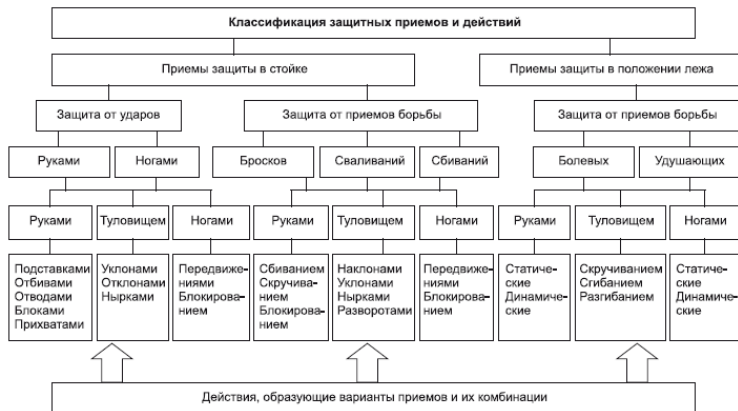 Классификация защитных приемов и действий
Приемы защиты в стойке
Приемы защиты в положении лежа
Защита от ударов
Защита от приемов борьбы
Защита от приемов борьбы
Руками
Ногами
Бросков
Сваливаний
Сбиваний
Болевых
Удушающих
Руками
Туловищем
Ногами
Руками
Туловищем
Ногами
Руками
Туловищем
Ногами
Подставками
Отбивами
Отводами
Блоками
Прихватами
Уклонами
Отклонами
Нырками
Передвиже-
ниями
Блокирова-
нием
Сбиванием
Скручива-
нием
Блокирова-
нием
Наклонами
Уклонами
Нырками
Разворотами
Передвиже-
ниями
Блокирова-
нием
Статиче-
ские
Динамиче-
ские
Скручиванием
Сгибанием
Разгибанием
Статиче-
ские
Динамиче-
ские
Действия, образующие варианты приемов и их комбинации